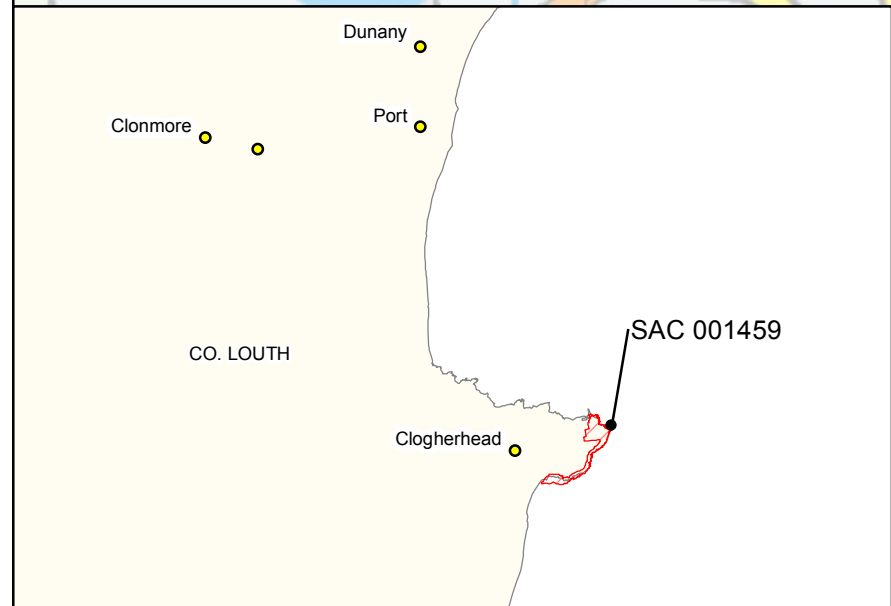 Dunany
Port
Clonmore
SAC 001459
CO. LOUTH
Clogherhead